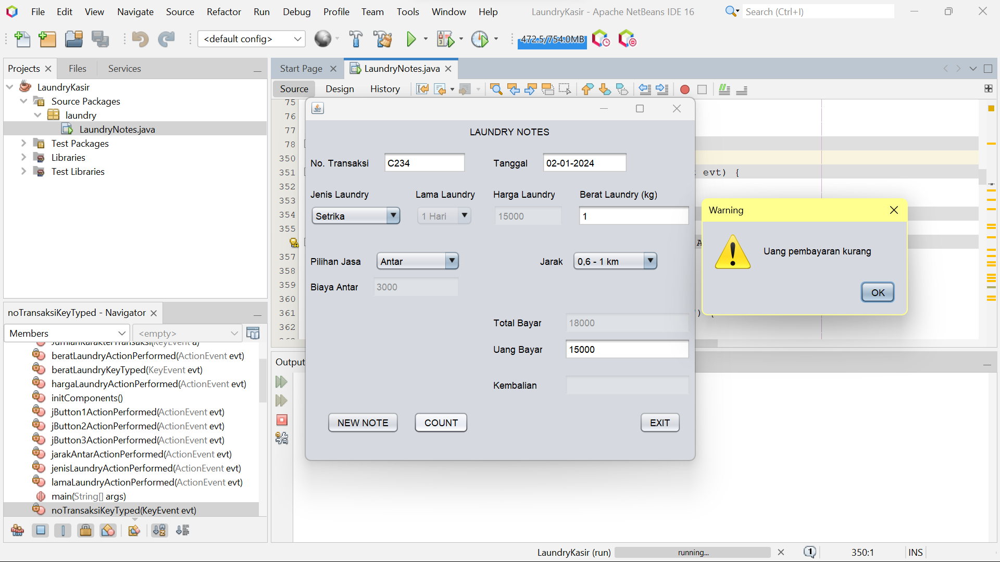 File Edit View Navigate Source Refactor Run Debug Profile Team Tools Window Help LaundryKasir - Apache NetBeans IDE 16 Search (Ctrl+I)
<default config> 472.5/754.0MB
Projects Files Services
LaundryKasir
Source Packages
laundry
LaundryNotes.java
Test Packages
Libraries
Test Libraries
Start Page LaundryNotes.java
Source Design History
75
76
77
78
350
351 evt) {
352
353
354
355
357
358
359
360
361
362
LAUNDRY NOTES
No. Transaksi C234 Tanggal 02-01-2024
Jenis Laundry Lama Laundry Harga Laundry Berat Laundry (kg)
Setrika 1 Hari 15000 1
Pilihan Jasa Antar Jarak 0,6 - 1 km
Biaya Antar 3000
Total Bayar 18000
Uang Bayar 15000
Kembalian
NEW NOTE COUNT EXIT
Warning
Uang pembayaran kurang
OK
noTransaksiKeyTyped - Navigator
Members <empty>
beratLaundryActionPerformed(ActionEvent evt)
beratLaundryKeyTyped(KeyEvent evt)
hargaLaundryActionPerformed(ActionEvent evt)
initComponents()
jButton1ActionPerformed(ActionEvent evt)
jButton2ActionPerformed(ActionEvent evt)
jButton3ActionPerformed(ActionEvent evt)
jarakAntarActionPerformed(ActionEvent evt)
jenisLaundryActionPerformed(ActionEvent evt)
lamaLaundryActionPerformed(ActionEvent evt)
main(String[] args)
noTransaksiKeyTyped(KeyEvent evt)
Output
LaundryKasir (run) running... 1 350:1 INS